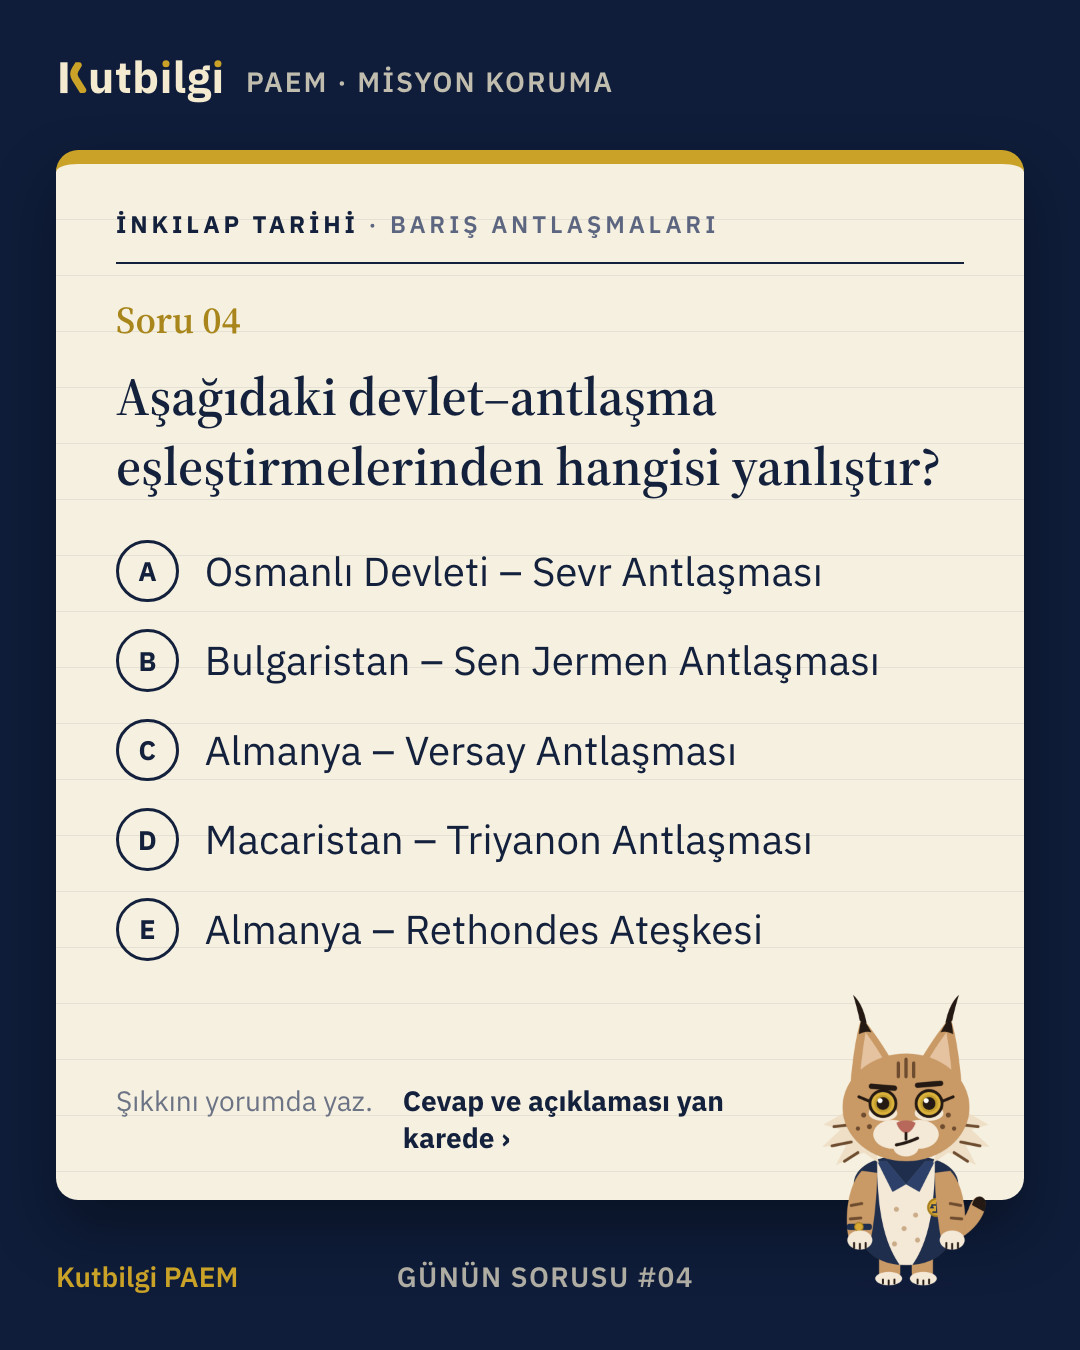 Kutbilgi PAEM · MİSYON KORUMA
İNKILAP TARİHİ · BARIŞ ANTLAŞMALARI
Soru 04
Aşağıdaki devlet–antlaşma
eşleştirmelerinden hangisi yanlıştır?
A Osmanlı Devleti – Sevr Antlaşması
B Bulgaristan – Sen Jermen Antlaşması
C Almanya – Versay Antlaşması
D Macaristan – Triyanon Antlaşması
E Almanya – Rethondes Ateşkesi
Şıkkını yorumda yaz. Cevap ve açıklaması yan
karede ›
Kutbilgi PAEM GÜNÜN SORUSU #04